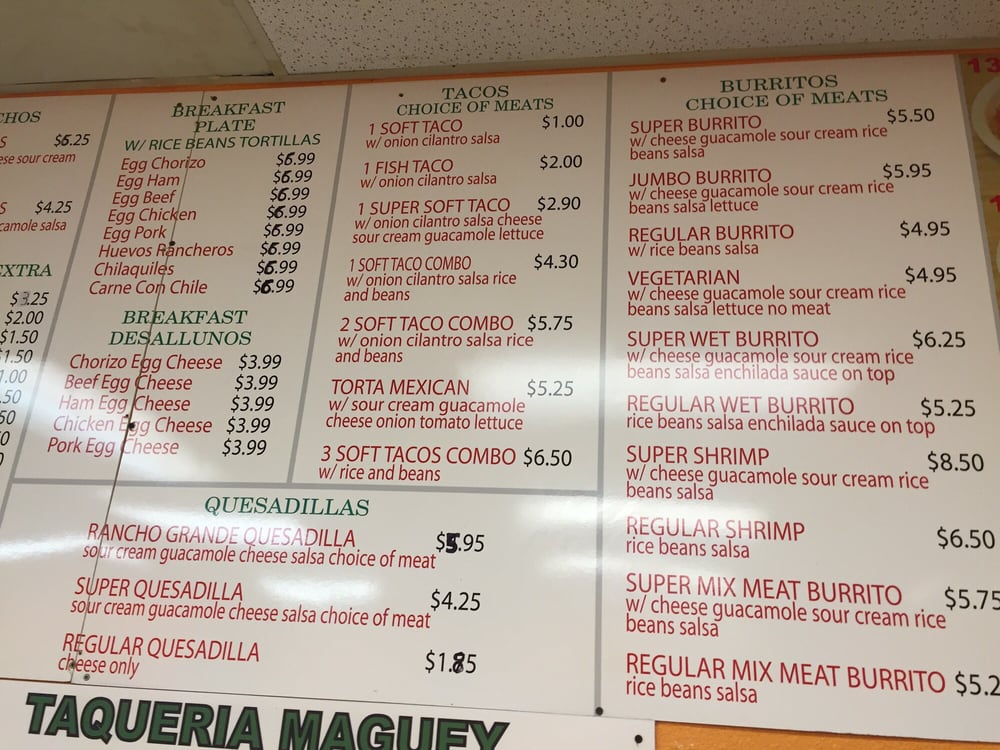 $6.25
ese sour cream
$4.25
camole salsa
EXTRA
$3.25
$2.00
$1.50
BREAKFAST
PLATE
W/ RICE BEANS TORTILLAS
Egg Chorizo $6.99
Egg Ham $6.99
Egg Beef $6.99
Egg Chicken $6.99
Egg Pork $6.99
Huevos Rancheros $6.99
Chilaquiles $6.99
Carne Con Chile $6.99
BREAKFAST
DESALLUNOS
Chorizo Egg Cheese $3.99
Beef Egg Cheese $3.99
Ham Egg Cheese $3.99
Chicken Egg Cheese $3.99
Pork Egg Cheese $3.99
TACOS
CHOICE OF MEATS
1 SOFT TACO $1.00
w/ onion cilantro salsa
1 FISH TACO $2.00
w/ onion cilantro salsa
1 SUPER SOFT TACO $2.90
w/ onion cilantro salsa cheese
sour cream guacamole lettuce
1 SOFT TACO COMBO $4.30
w/ onion cilantro salsa rice
and beans
2 SOFT TACO COMBO $5.75
w/ onion cilantro salsa rice
and beans
TORTA MEXICAN $5.25
w/ sour cream guacamole
cheese onion tomato lettuce
3 SOFT TACOS COMBO $6.50
w/ rice and beans
QUESADILLAS
RANCHO GRANDE QUESADILLA $5.95
sour cream guacamole cheese salsa choice of meat
SUPER QUESADILLA $4.25
sour cream guacamole cheese salsa choice of meat
REGULAR QUESADILLA $1.85
cheese only
BURRITOS
CHOICE OF MEATS
SUPER BURRITO $5.50
w/ cheese guacamole sour cream rice
beans salsa
JUMBO BURRITO $5.95
w/ cheese guacamole sour cream rice
beans salsa lettuce
REGULAR BURRITO $4.95
w/ rice beans salsa
VEGETARIAN $4.95
w/ cheese guacamole sour cream rice
beans salsa lettuce no meat
SUPER WET BURRITO $6.25
w/ cheese guacamole sour cream rice
beans salsa enchilada sauce on top
REGULAR WET BURRITO $5.25
rice beans salsa enchilada sauce on top
SUPER SHRIMP $8.50
w/ cheese guacamole sour cream rice
beans salsa
REGULAR SHRIMP $6.50
rice beans salsa
SUPER MIX MEAT BURRITO $5.75
w/ cheese guacamole sour cream rice
beans salsa
REGULAR MIX MEAT BURRITO $5.2
rice beans salsa
TAQUERIA MAGUEY
13